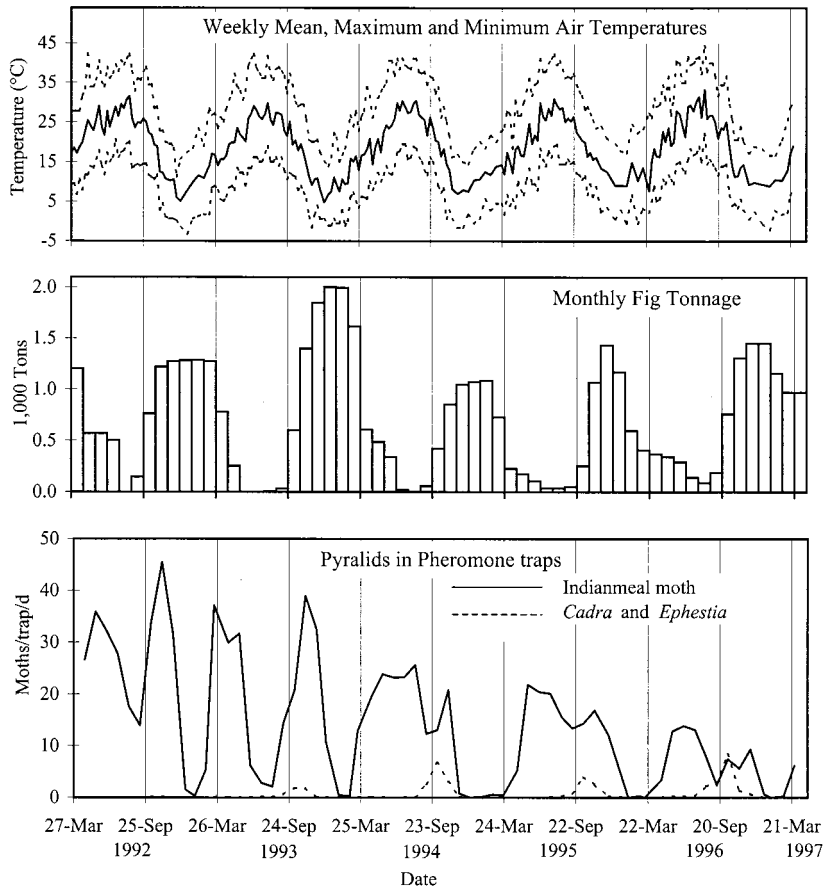 Weekly Mean, Maximum and Minimum Air Temperatures
Temperature (°C)
45
35
25
15
5
-5
Monthly Fig Tonnage
1,000 Tons
2.0
1.5
1.0
0.5
0.0
Pyralids in Pheromone traps
Indianmeal moth
Cadra and Ephestia
Moths/trap/d
50
40
30
20
10
0
27-Mar 25-Sep 26-Mar 24-Sep 25-Mar 23-Sep 24-Mar 22-Sep 22-Mar 20-Sep 21-Mar
1992 1993 1994 1995 1996 1997
Date